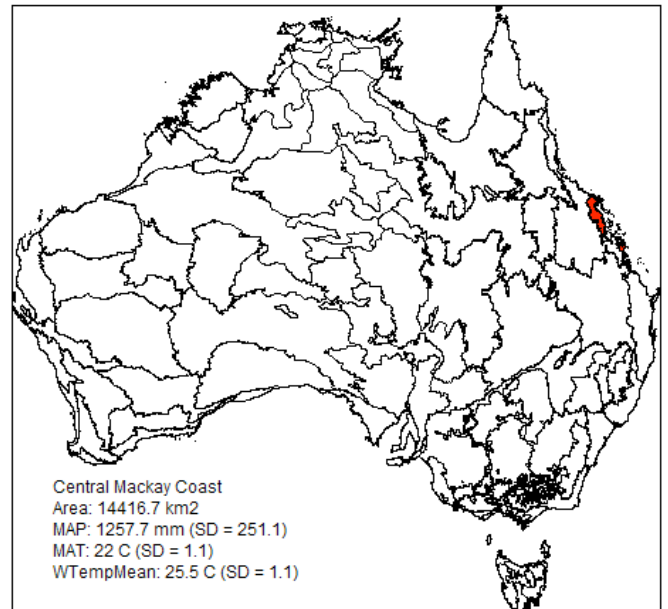 Central Mackay Coast
Area: 14416.7 km2
MAP: 1257.7 mm (SD = 251.1)
MAT: 22 C (SD = 1.1)
WTempMean: 25.5 C (SD = 1.1)